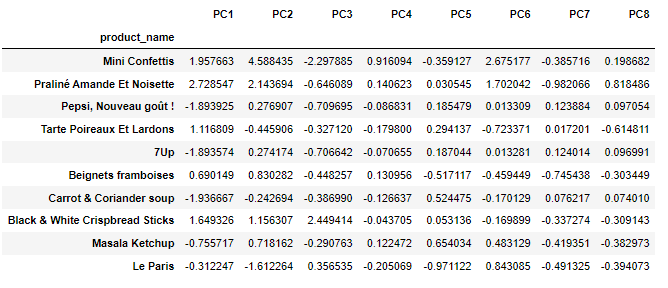 PC1 PC2 PC3 PC4 PC5 PC6 PC7 PC8
product_name
Mini Confettis 1.957663 4.588435 -2.297885 0.916094 -0.359127 2.675177 -0.385716 0.198682
Praliné Amande Et Noisette 2.728547 2.143694 -0.646089 0.140623 0.030545 1.702042 -0.982066 0.818486
Pepsi, Nouveau goût ! -1.893925 0.276907 -0.709695 -0.086831 0.185479 0.013309 0.123884 0.097054
Tarte Poireaux Et Lardons 1.116809 -0.445906 -0.327120 -0.179800 0.294137 -0.723371 0.017201 -0.614811
7Up -1.893574 0.274174 -0.706642 -0.070655 0.187044 0.013281 0.124014 0.096991
Beignets framboises 0.690149 0.830282 -0.448257 0.130956 -0.517117 -0.459449 -0.745438 -0.303449
Carrot & Coriander soup -1.936667 -0.242694 -0.386990 -0.126637 0.524475 -0.170129 0.076217 0.074010
Black & White Crispbread Sticks 1.649326 1.156307 2.449414 -0.043705 0.053136 -0.169899 -0.337274 -0.309143
Masala Ketchup -0.755717 0.718162 -0.290763 0.122472 0.654034 0.483129 -0.419351 -0.382973
Le Paris -0.312247 -1.612264 0.356535 -0.205069 -0.971122 0.843085 -0.491325 -0.394073